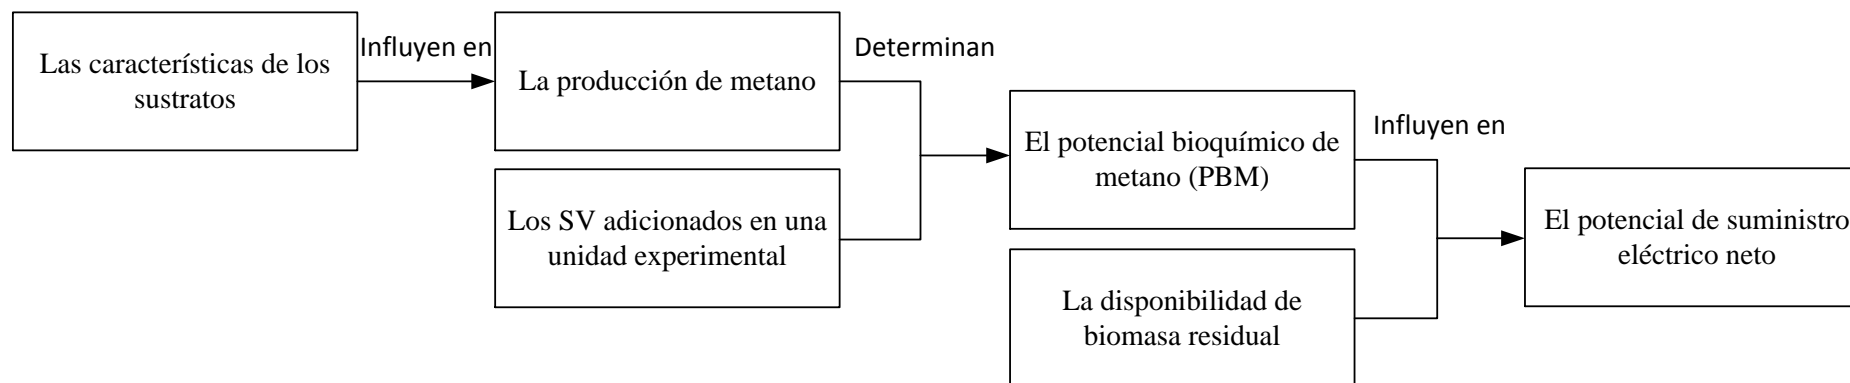 Las características de los
sustratos
Influyen en
La producción de metano
Determinan
Los SV adicionados en una
unidad experimental
El potencial bioquímico de
metano (PBM)
Influyen en
La disponibilidad de
biomasa residual
El potencial de suministro
eléctrico neto